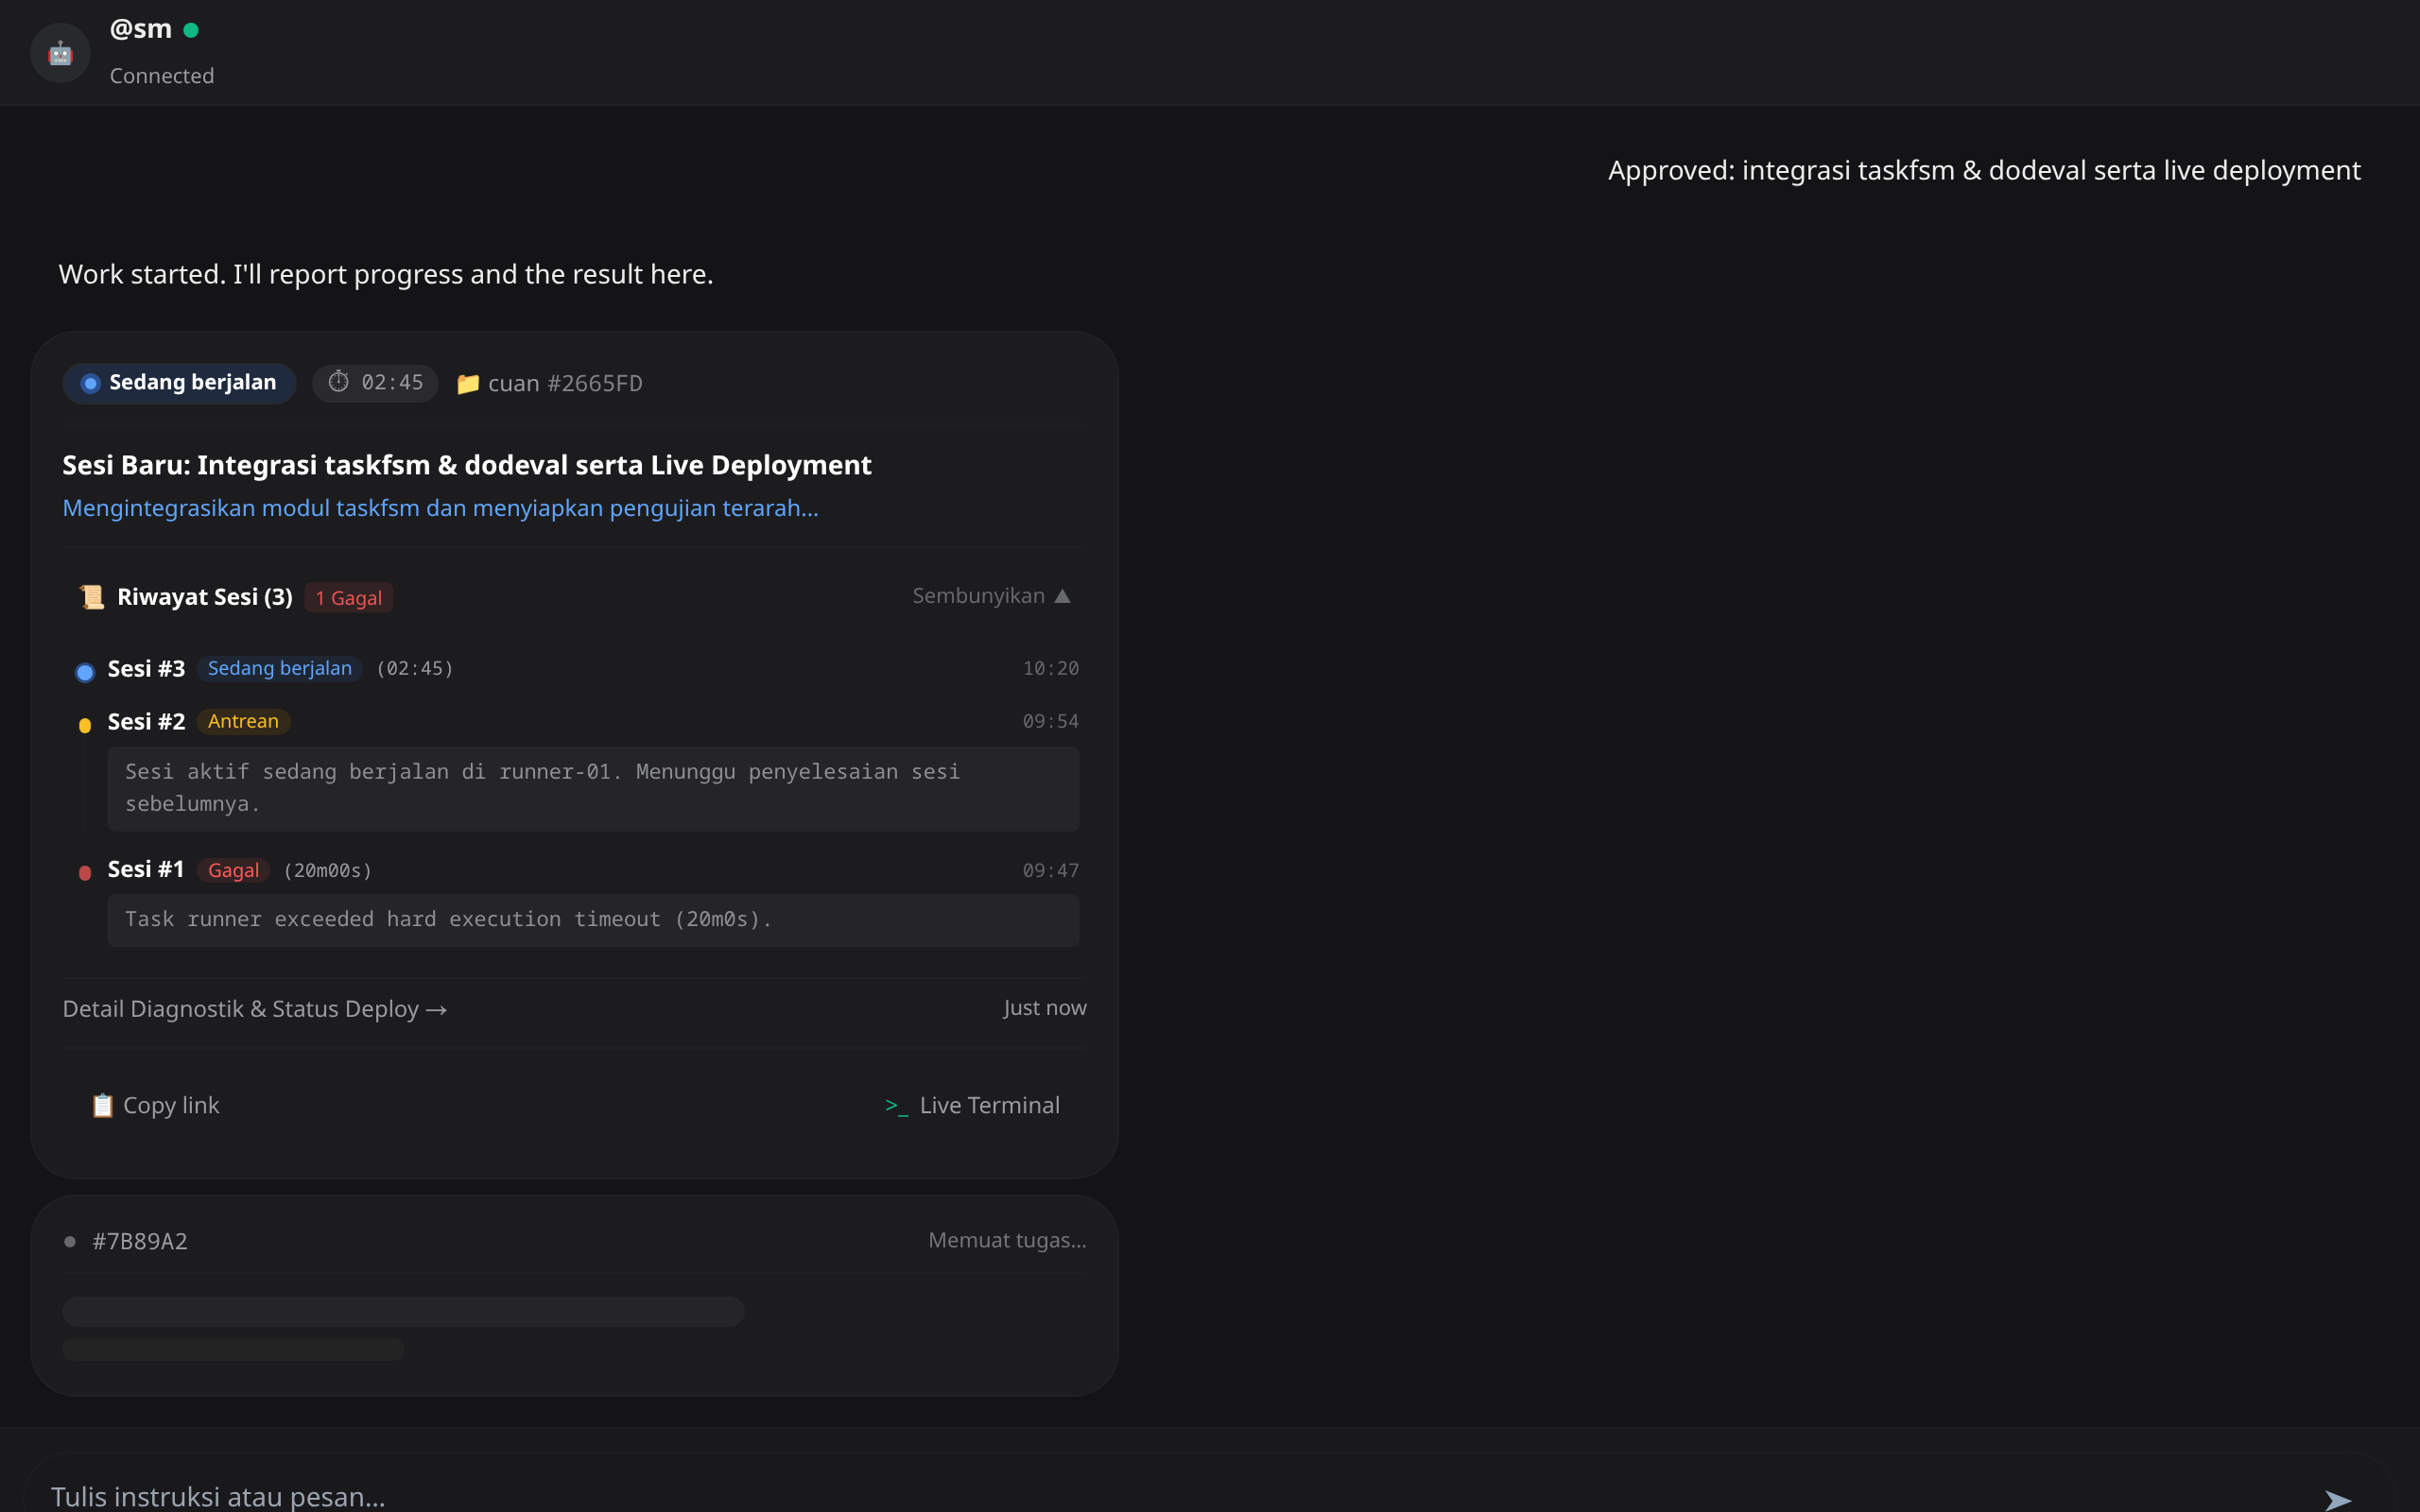 @sm
Connected
Approved: integrasi taskfsm & dodeval serta live deployment
Work started. I'll report progress and the result here.
Sedang berjalan 02:45 cuan #2665FD
Sesi Baru: Integrasi taskfsm & dodeval serta Live Deployment
Mengintegrasikan modul taskfsm dan menyiapkan pengujian terarah...
Riwayat Sesi (3) 1 Gagal Sembunyikan ▲
Sesi #3 Sedang berjalan (02:45) 10:20
Sesi #2 Antrean 09:54
Sesi aktif sedang berjalan di runner-01. Menunggu penyelesaian sesi
sebelumnya.
Sesi #1 Gagal (20m00s) 09:47
Task runner exceeded hard execution timeout (20m0s).
Detail Diagnostik & Status Deploy → Just now
Copy link >_ Live Terminal
#7B89A2 Memuat tugas...
Tulis instruksi atau pesan...